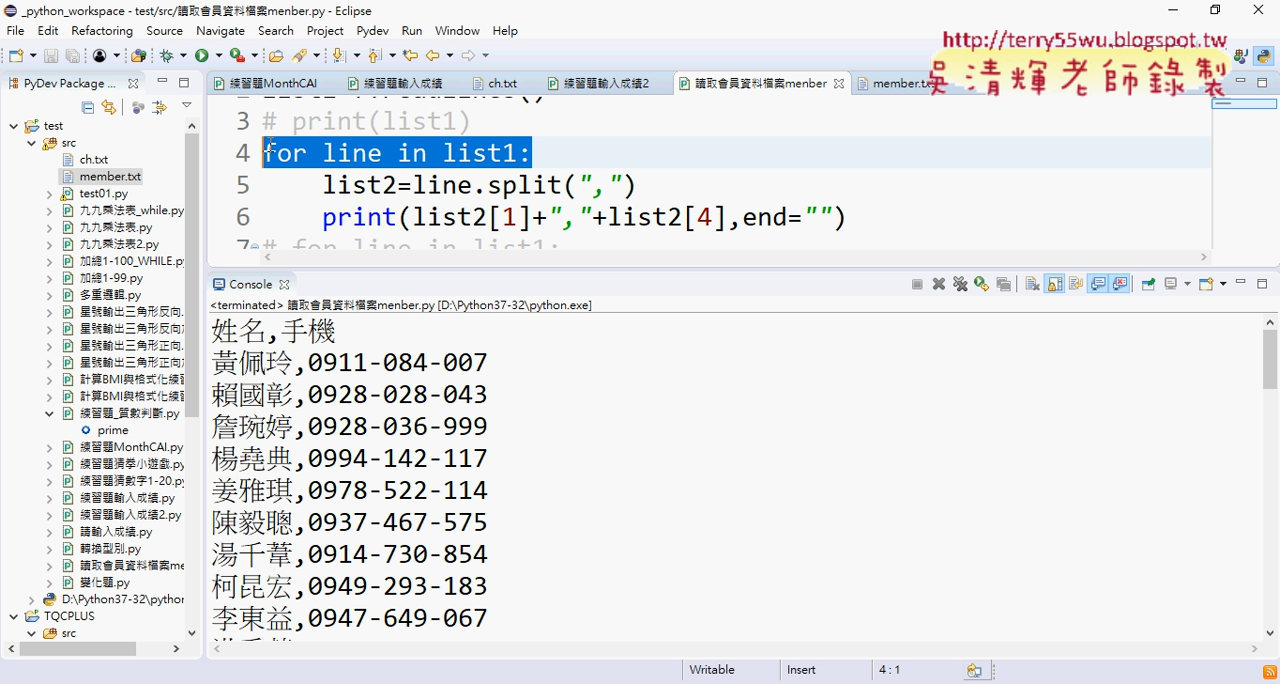 _python_workspace - test/src/讀取會員資料檔案menber.py - Eclipse
File Edit Refactoring Source Navigate Search Project Pydev Run Window Help
http://terry55wu.blogspot.tw
吳清輝老師錄製
PyDev Package ...
練習題MonthCAI
練習題輸入成績
ch.txt
練習題輸入成績2
讀取會員資料檔案menber
member.tx
test
src
ch.txt
member.txt
test01.py
九九乘法表_while.py
九九乘法表.py
九九乘法表2.py
加總1-100_WHILE.py
加總1-99.py
多重邏輯.py
星號輸出三角形反向.
星號輸出三角形反向
星號輸出三角形正向.
星號輸出三角形正向
計算BMI與格式化練習
計算BMI與格式化練習
練習題_質數判斷.py
prime
練習題MonthCAI.py
練習題猜拳小遊戲.py
練習題猜數字1-20.py
練習題輸入成績.py
練習題輸入成績2.py
請輸入成績.py
轉換型別.py
讀取會員資料檔案me
變化題.py
D:\Python37-32\python
TQCPLUS
src
3 # print(list1)
4 for line in list1:
5 list2=line.split(",")
6 print(list2[1]+","+list2[4],end="")
7 # for line in list1:
Console
<terminated> 讀取會員資料檔案menber.py [D:\Python37-32\python.exe]
姓名,手機
黃佩玲,0911-084-007
賴國彰,0928-028-043
詹琬婷,0928-036-999
楊堯典,0994-142-117
姜雅琪,0978-522-114
陳毅聰,0937-467-575
湯千葦,0914-730-854
柯昆宏,0949-293-183
李東益,0947-649-067
Writable Insert 4 : 1